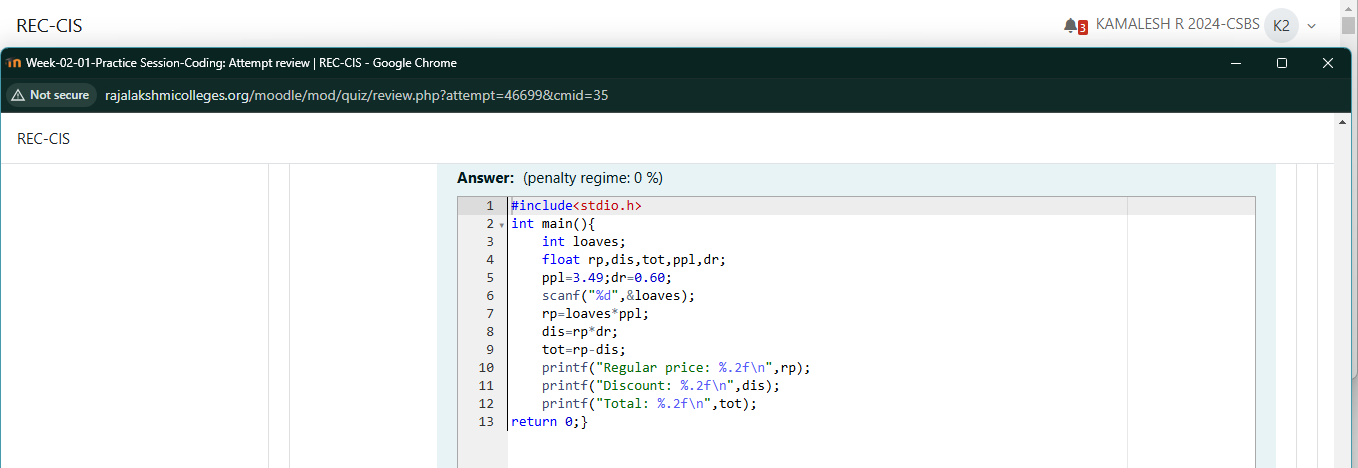 REC-CIS
3 KAMALESH R 2024-CSBS K2
Week-02-01-Practice Session-Coding: Attempt review | REC-CIS - Google Chrome
Not secure rajalakshmicolleges.org/moodle/mod/quiz/review.php?attempt=46699&cmid=35
REC-CIS
Answer: (penalty regime: 0 %)
1 #include<stdio.h>
2 int main(){
3     int loaves;
4     float rp,dis,tot,ppl,dr;
5     ppl=3.49;dr=0.60;
6     scanf("%d",&loaves);
7     rp=loaves*ppl;
8     dis=rp*dr;
9     tot=rp-dis;
10     printf("Regular price: %.2f\n",rp);
11     printf("Discount: %.2f\n",dis);
12     printf("Total: %.2f\n",tot);
13 return 0;}